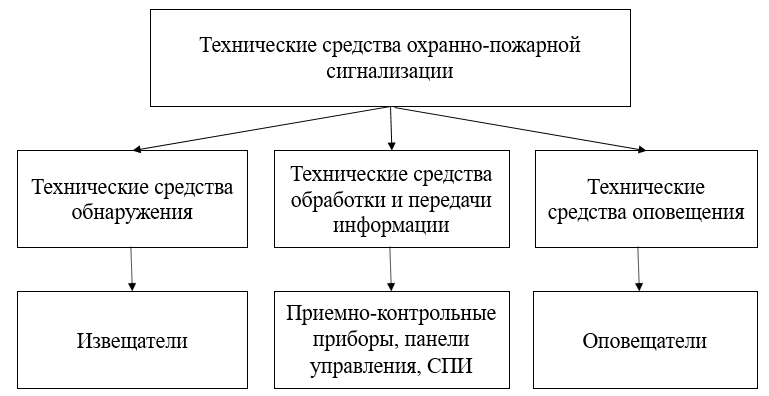 Технические средства охранно-пожарной
сигнализации
Технические средства
обнаружения
Технические средства
обработки и передачи
информации
Технические
средства оповещения
Извещатели
Приемно-контрольные
приборы, панели
управления, СПИ
Оповещатели